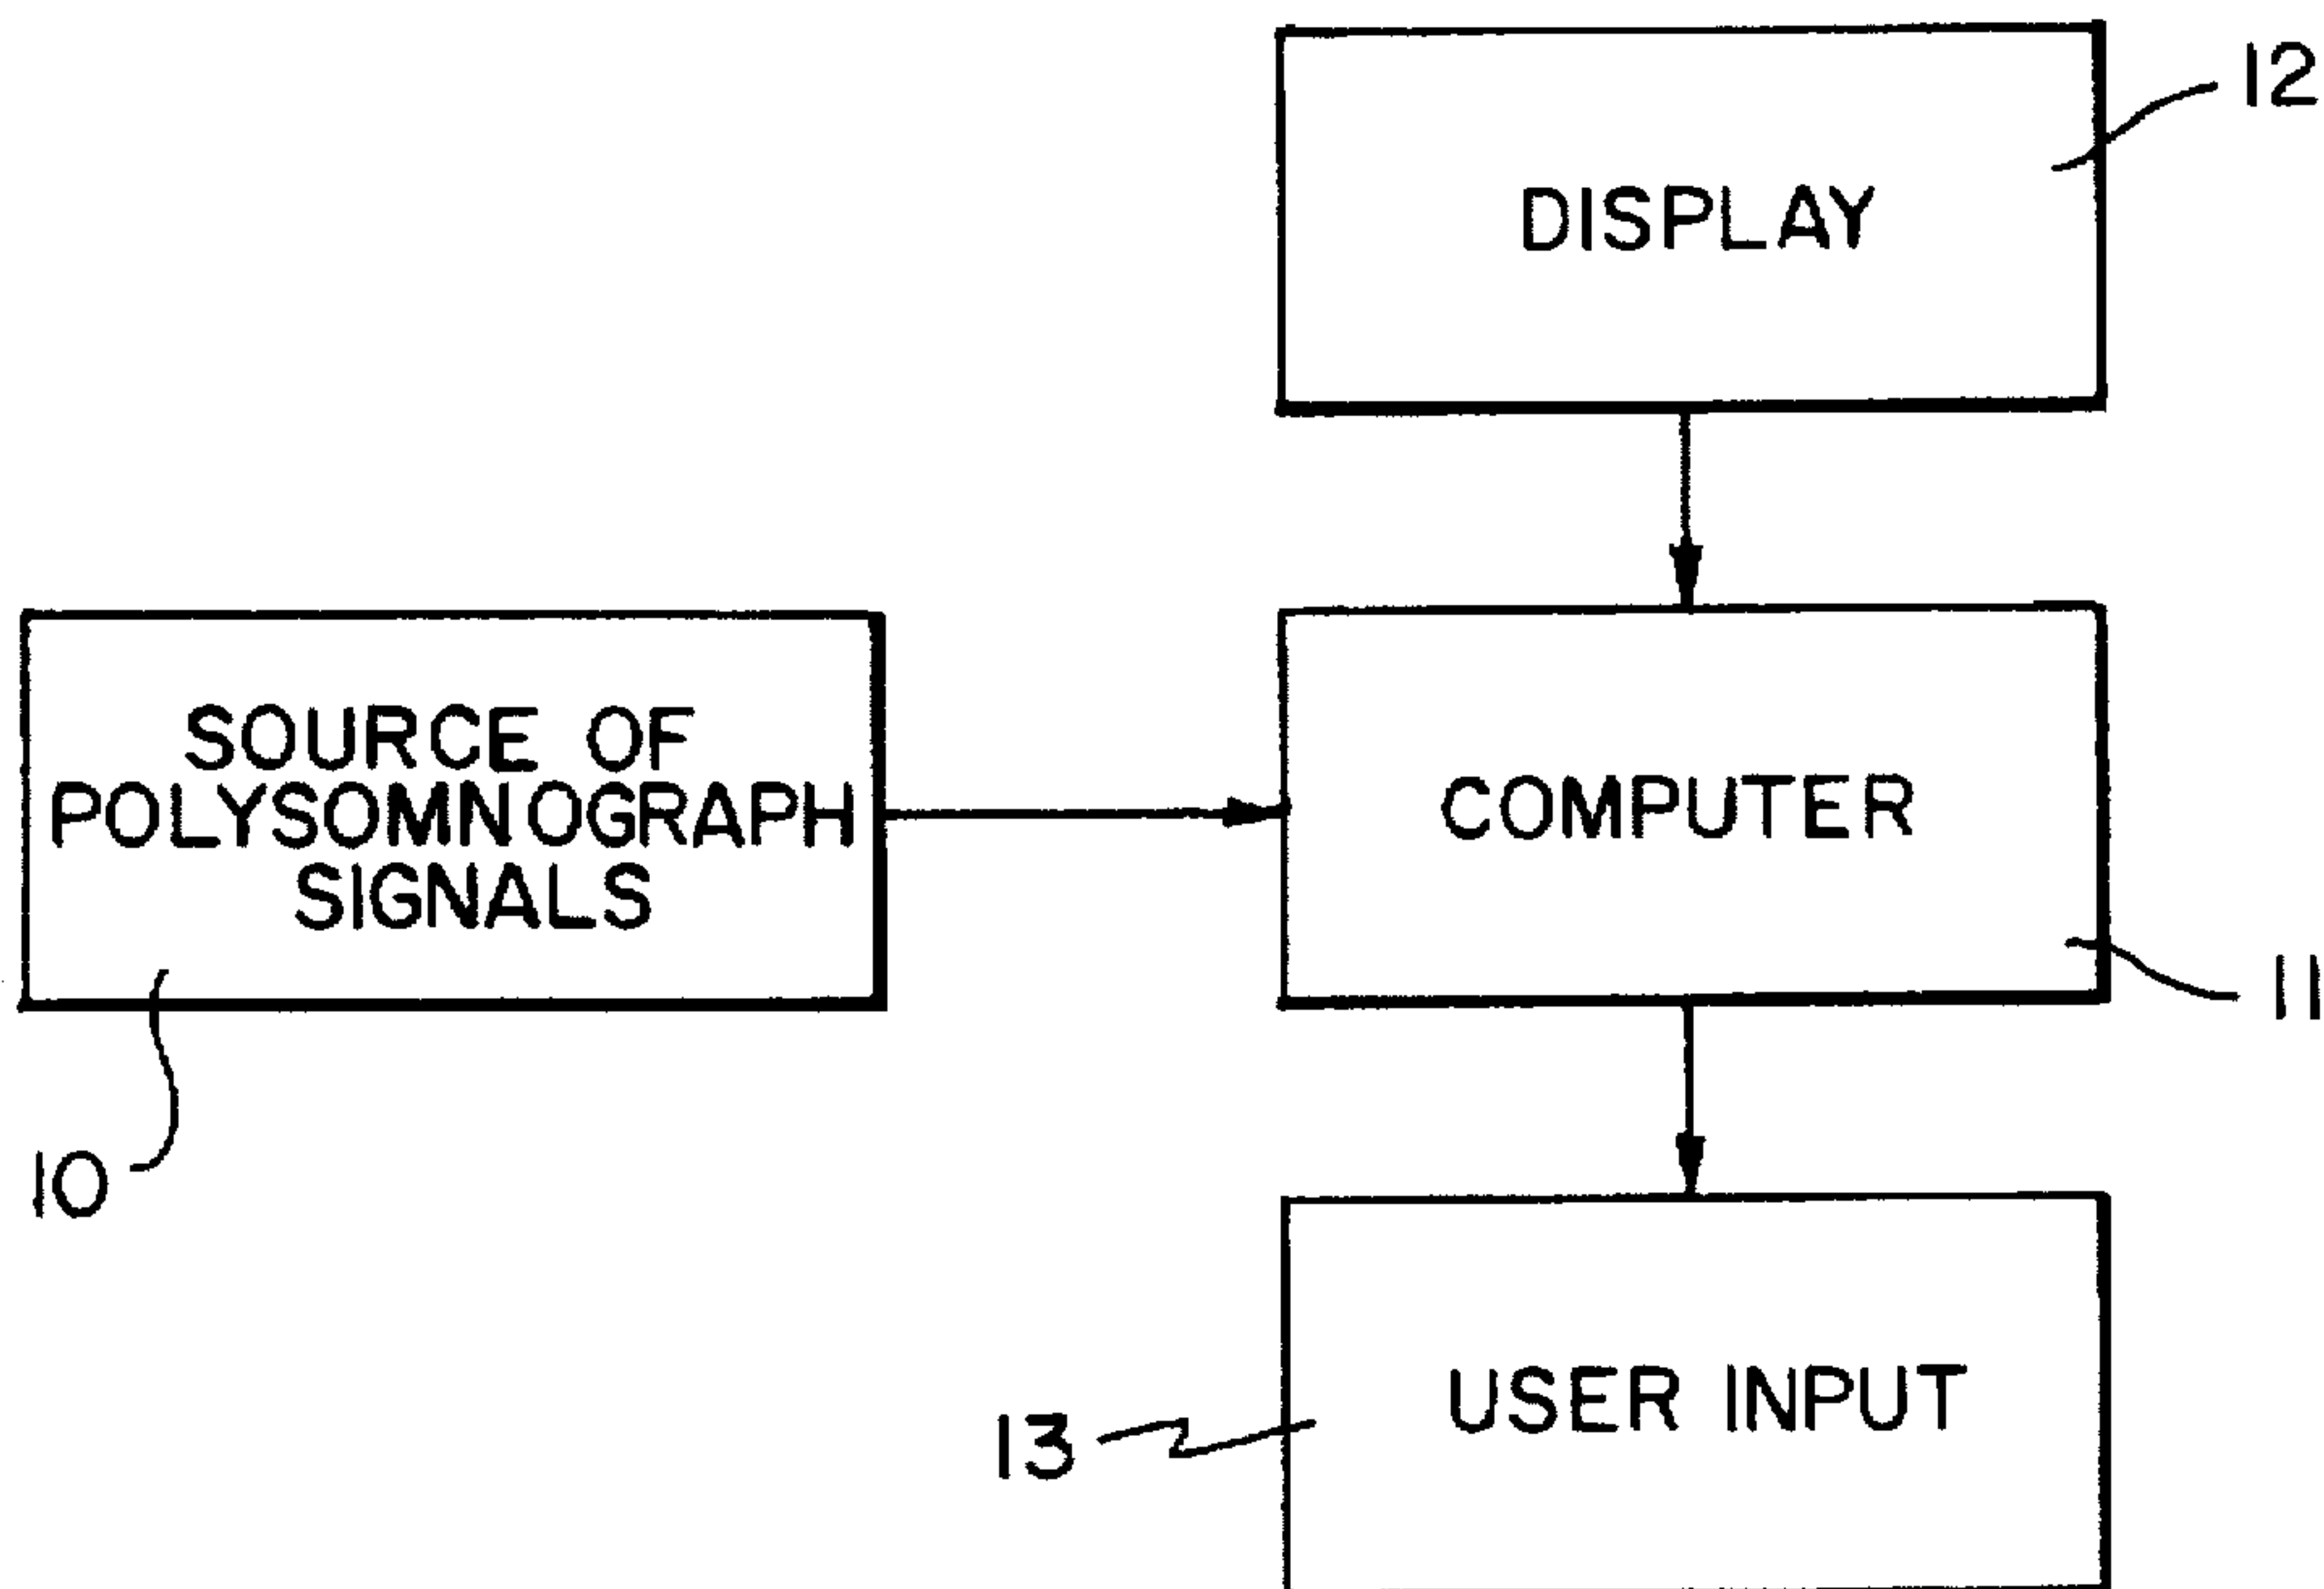 12
DISPLAY
SOURCE OF
POLYSOMNOGRAPH
SIGNALS
COMPUTER
11
10
USER INPUT
13